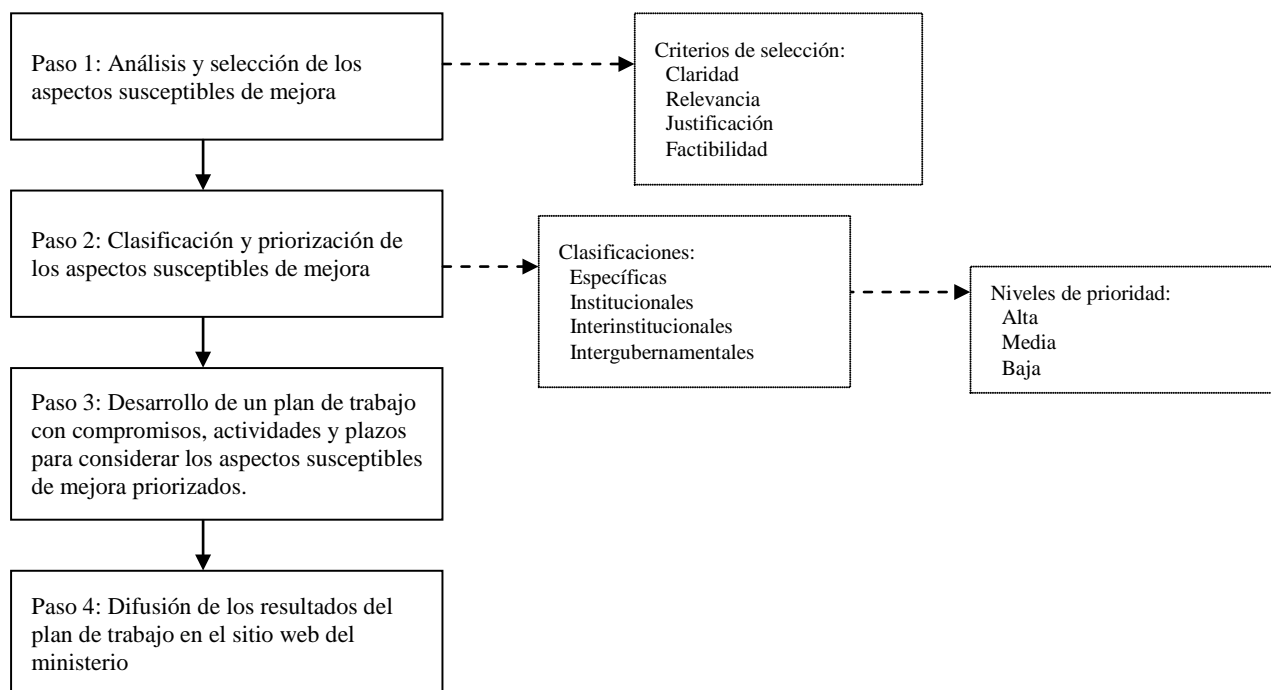 Paso 1: Análisis y selección de los
aspectos susceptibles de mejora
Criterios de selección:
Claridad
Relevancia
Justificación
Factibilidad
Paso 2: Clasificación y priorización de
los aspectos susceptibles de mejora
Clasificaciones:
Específicas
Institucionales
Interinstitucionales
Intergubernamentales
Niveles de prioridad:
Alta
Media
Baja
Paso 3: Desarrollo de un plan de trabajo
con compromisos, actividades y plazos
para considerar los aspectos susceptibles
de mejora priorizados.
Paso 4: Difusión de los resultados del
plan de trabajo en el sitio web del
ministerio